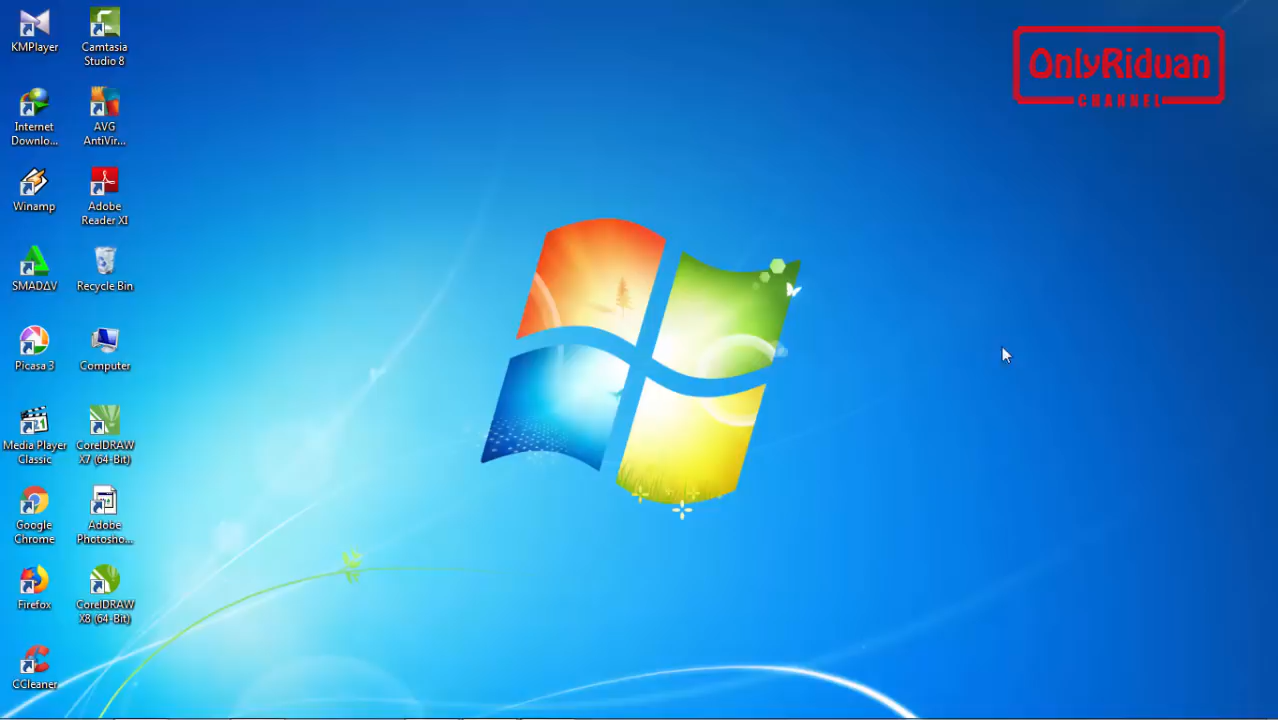 KMPlayer
Camtasia
Studio 8
Internet
Downlo...
AVG
AntiVir...
Winamp
Adobe
Reader XI
SMADΔV
Recycle Bin
Picasa 3
Computer
Media Player
Classic
CorelDRAW
X7 (64-Bit)
Google
Chrome
Adobe
Photosho...
Firefox
CorelDRAW
X8 (64-Bit)
CCleaner
OnlyRiduan
CHANNEL